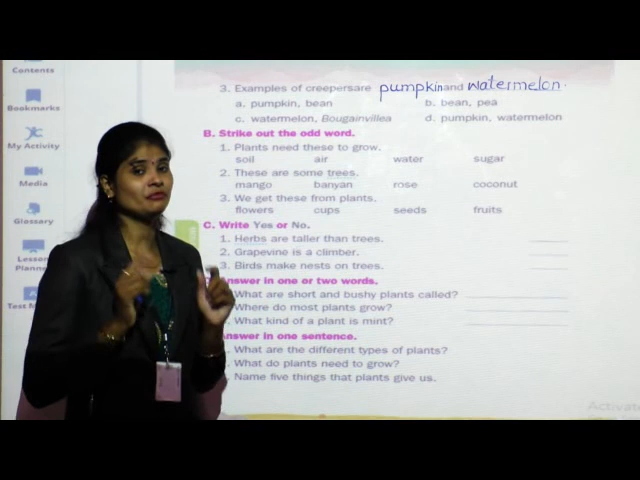 Contents
Bookmarks
My Activity
Media
Glossary
Lesson
Planne
3. Examples of creepersare pumpkin and watermelon.
a. pumpkin, bean b. bean, pea
c. watermelon, Bougainvillea d. pumpkin, watermelon
B. Strike out the odd word.
1. Plants need these to grow.
soil air water sugar
2. These are some trees.
mango banyan rose coconut
3. We get these from plants.
flowers cups seeds fruits
C. Write Yes or No.
1. Herbs are taller than trees.
2. Grapevine is a climber.
3. Birds make nests on trees.
Answer in one or two words.
What are short and bushy plants called?
Where do most plants grow?
What kind of a plant is mint?
Answer in one sentence.
What are the different types of plants?
What do plants need to grow?
Name five things that plants give us.
Activate